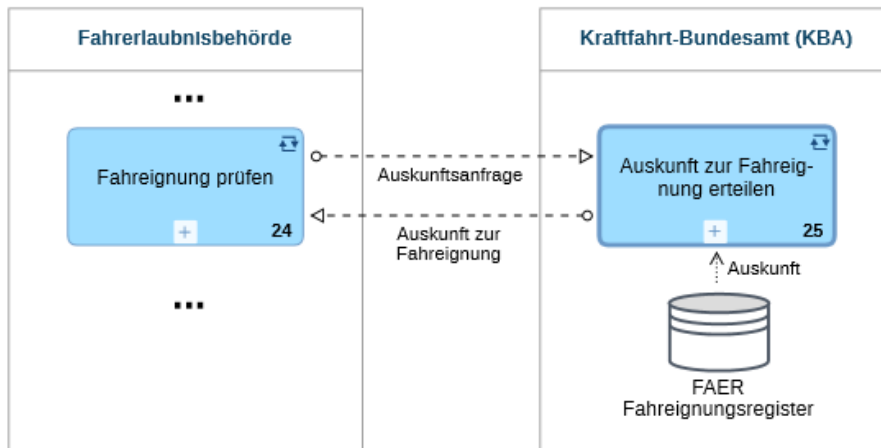 Fahrerlaubnisbehörde
Kraftfahrt-Bundesamt (KBA)
...
Fahreignung prüfen
+
24
Auskunftsanfrage
Auskunft zur
Fahreignung
Auskunft zur Fahreig-
nung erteilen
+
25
Auskunft
...
FAER
Fahreignungsregister